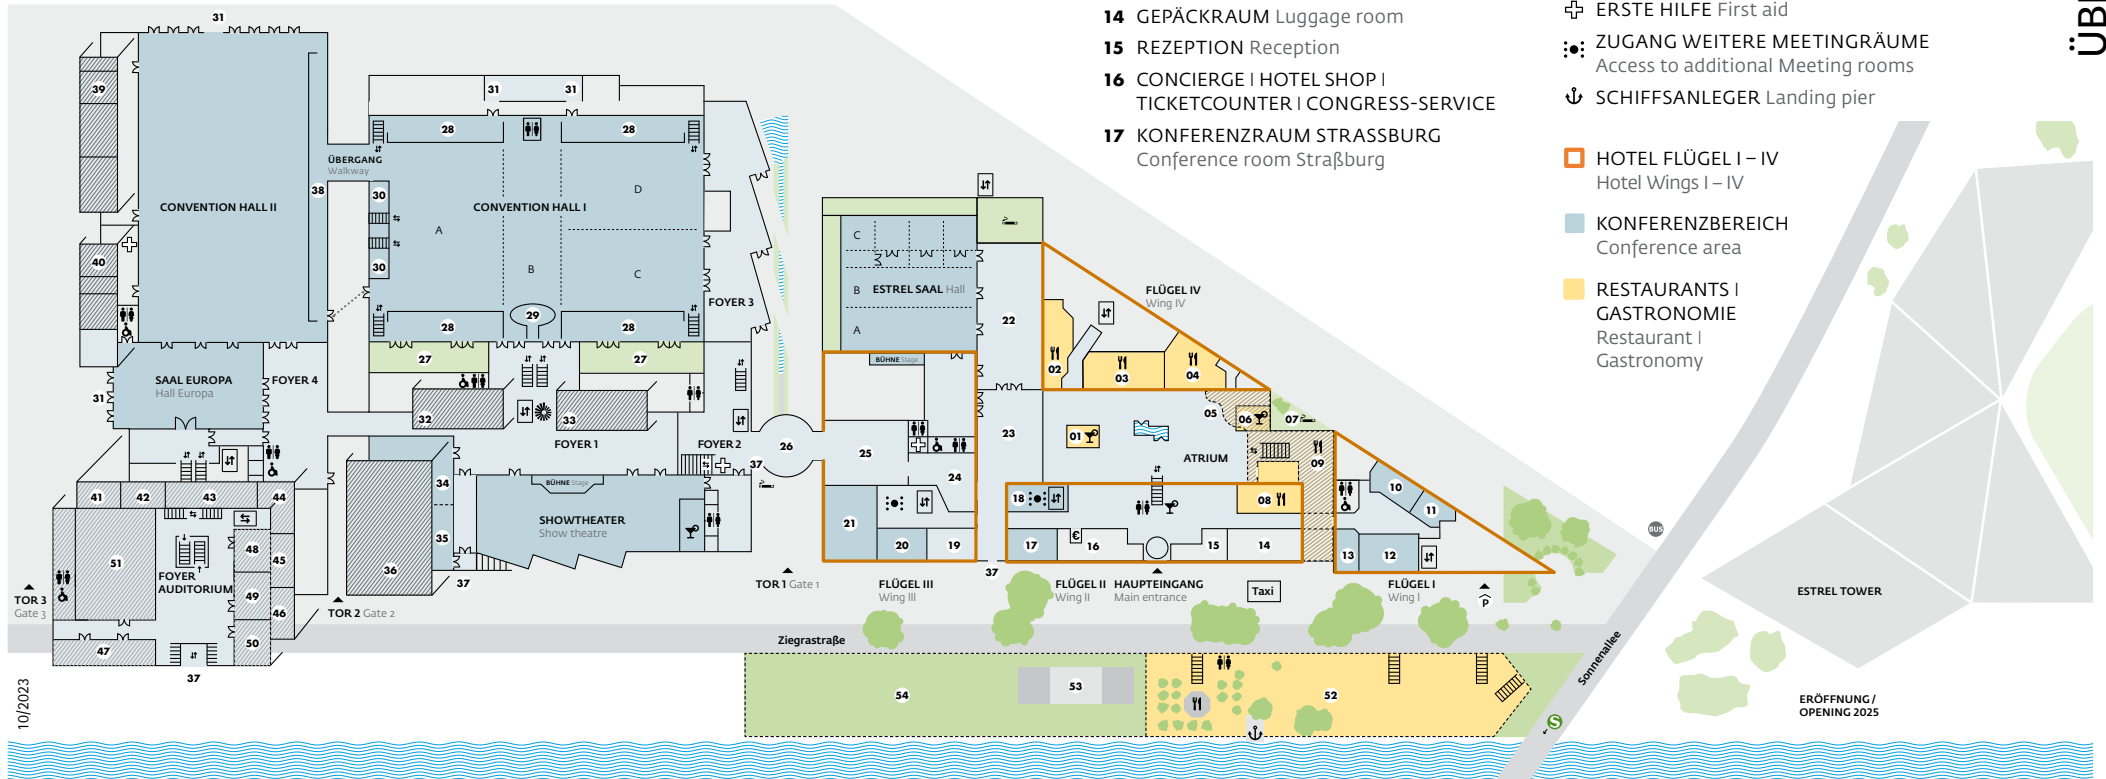 14 GEPÄCKRAUM Luggage room
15 REZEPTION Reception
16 CONCIERGE | HOTEL SHOP |
TICKETCOUNTER | CONGRESS-SERVICE
17 KONFERENZRAUM STRASSBURG
Conference room Straßburg
ERSTE HILFE First aid
ZUGANG WEITERE MEETINGRÄUME
Access to additional Meeting rooms
SCHIFFSANLEGER Landing pier
HOTEL FLÜGEL I – IV
Hotel Wings I – IV
KONFERENZBEREICH
Conference area
RESTAURANTS |
GASTRONOMIE
Restaurant |
Gastronomy
31
39
40
CONVENTION HALL II
38
ÜBERGANG
Walkway
31
31
28
28
30
30
CONVENTION HALL I
A
B
C
D
29
28
28
FOYER 3
27
27
SAAL EUROPA
Hall Europa
FOYER 4
31
32
33
FOYER 1
FOYER 2
37
26
34
35
36
37
BÜHNE Stage
SHOWTHEATER
Show theatre
41
42
43
44
45
46
47
48
49
50
51
FOYER
AUDITORIUM
37
TOR 3
Gate 3
TOR 2 Gate 2
TOR 1 Gate 1
C
B
A
ESTREL SAAL Hall
BÜHNE Stage
22
23
24
25
21
20
19
FLÜGEL IV
Wing IV
02
03
04
05
06
07
01
ATRIUM
09
08
18
17
€
16
15
14
10
11
13
12
37
FLÜGEL III
Wing III
FLÜGEL II
Wing II
HAUPTEINGANG
Main entrance
Taxi
FLÜGEL I
Wing I
P
BUS
ESTREL TOWER
ERÖFFNUNG /
OPENING 2025
Ziegrastraße
Sonnenallee
54
53
52
S
10/2023